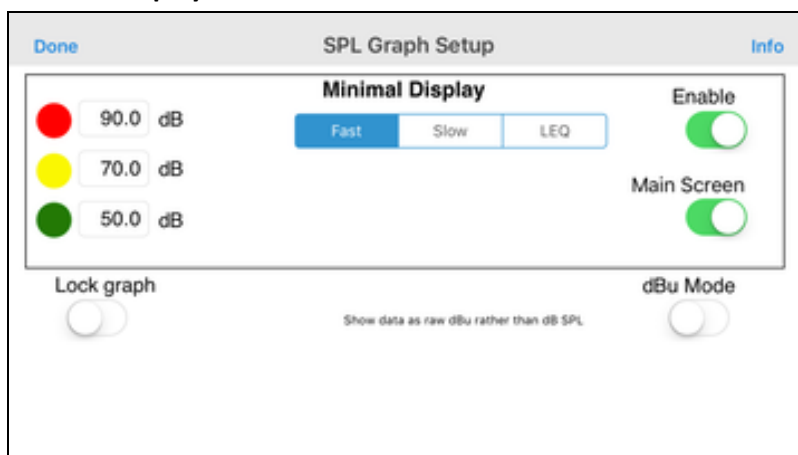 Done SPL Graph Setup Info
Minimal Display
Enable
90.0 dB
Fast Slow LEQ
70.0 dB
Main Screen
50.0 dB
Lock graph
dBu Mode
Show data as raw dBu rather than dB SPL